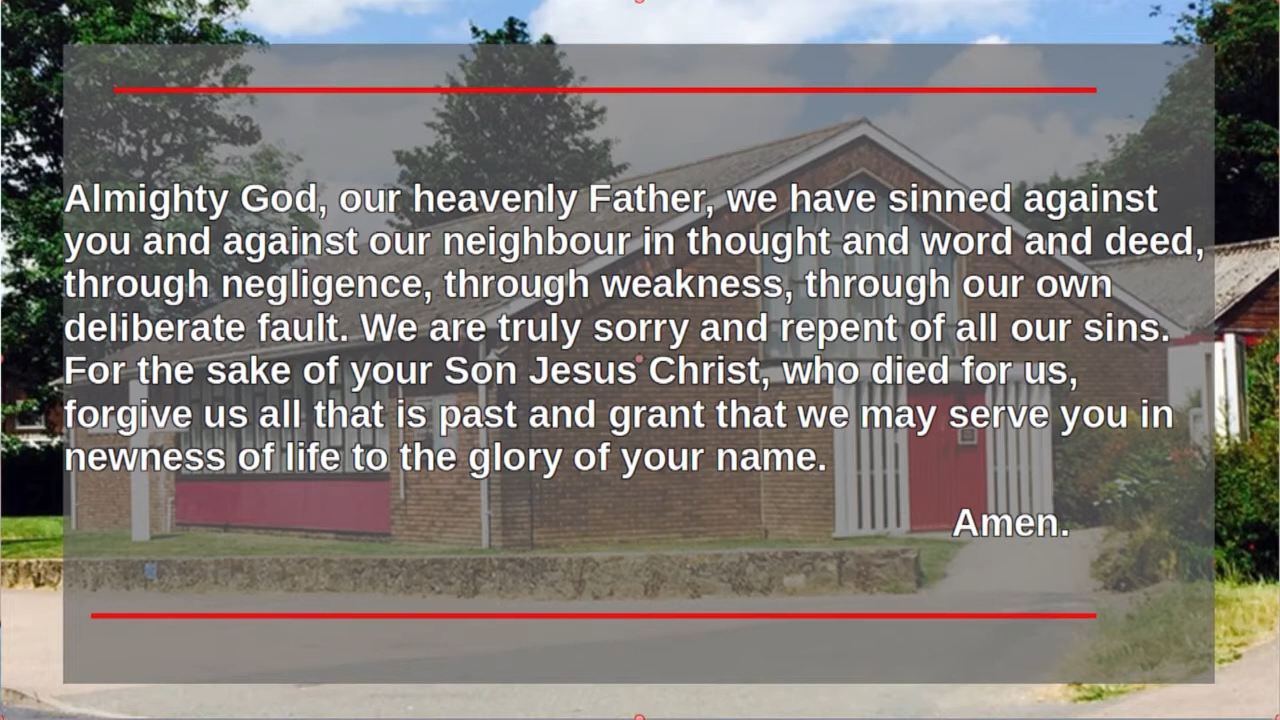 Almighty God, our heavenly Father, we have sinned against
you and against our neighbour in thought and word and deed,
through negligence, through weakness, through our own
deliberate fault. We are truly sorry and repent of all our sins.
For the sake of your Son Jesus Christ, who died for us,
forgive us all that is past and grant that we may serve you in
newness of life to the glory of your name.
Amen.